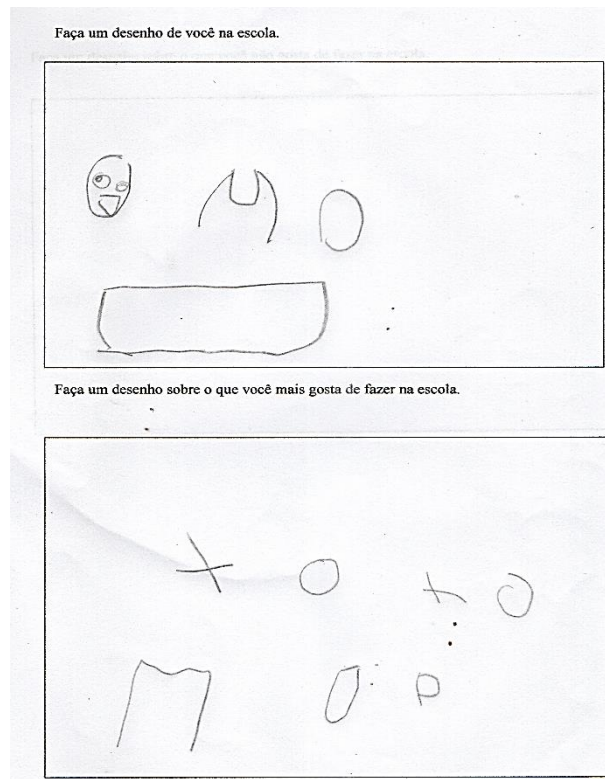 Faça um desenho de você na escola.
Faça um desenho sobre o que você mais gosta de fazer na escola.
X O X O
M O P